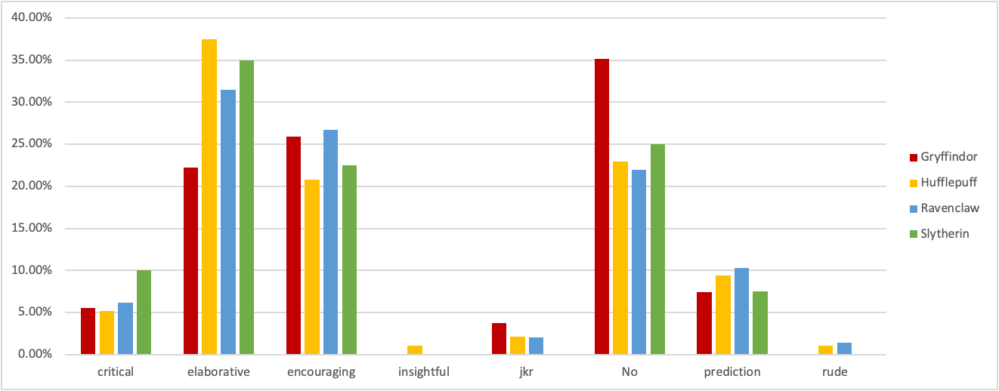 40.00%
35.00%
30.00%
25.00%
20.00%
15.00%
10.00%
5.00%
0.00%
critical elaborative encouraging insightful jkr No prediction rude
Gryffindor
Hufflepuff
Ravenclaw
Slytherin